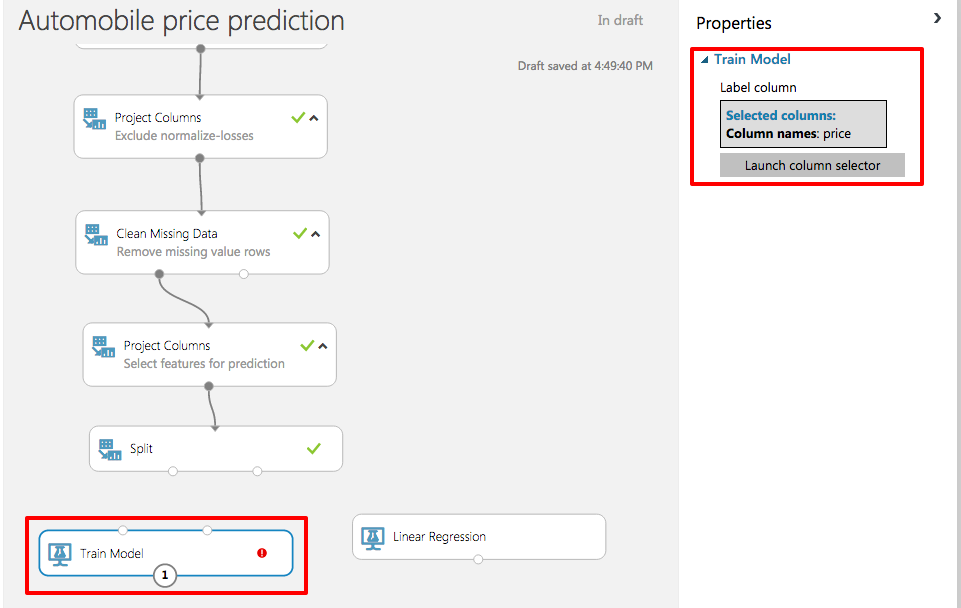 Automobile price prediction
In draft
Draft saved at 4:49:40 PM
Project Columns
Exclude normalize-losses
Clean Missing Data
Remove missing value rows
Project Columns
Select features for prediction
Split
Train Model
1
Linear Regression
Properties
Train Model
Label column
Selected columns:
Column names: price
Launch column selector